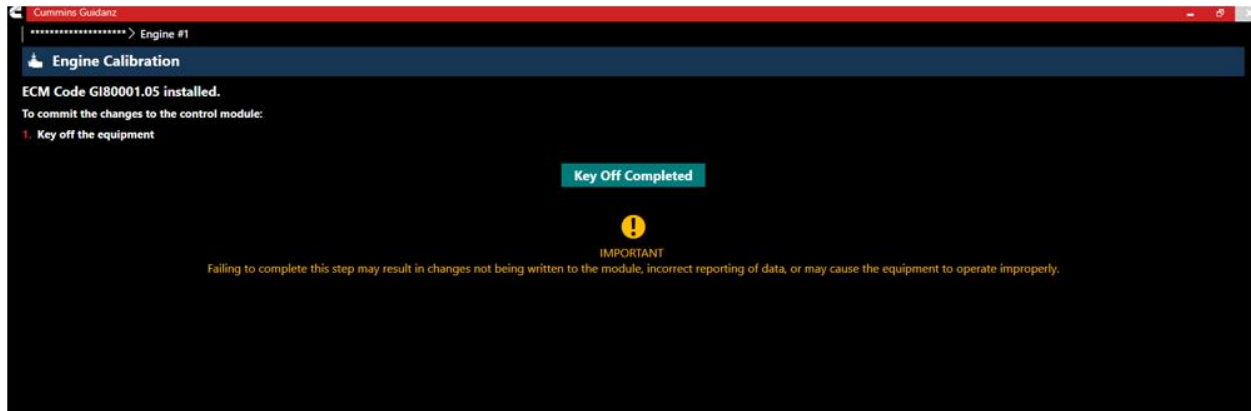 Cummins Guidanz
********************> Engine #1
Engine Calibration
ECM Code GI80001.05 installed.
To commit the changes to the control module:
1. Key off the equipment
Key Off Completed
IMPORTANT
Failing to complete this step may result in changes not being written to the module, incorrect reporting of data, or may cause the equipment to operate improperly.